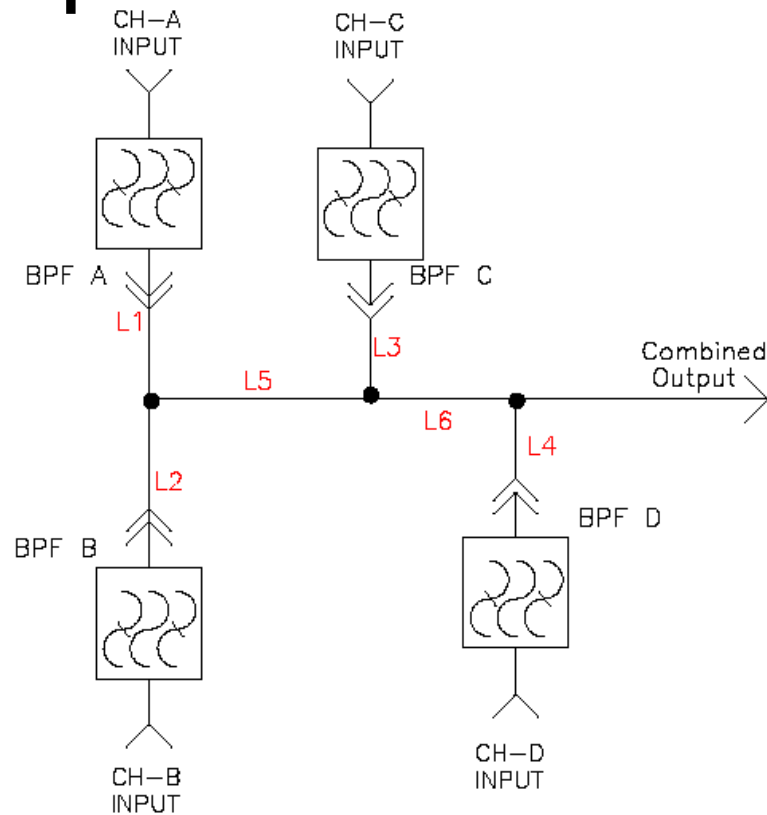 CH-A
INPUT
CH-C
INPUT
BPF A
BPF C
L1
L3
Combined
Output
L5
L6
L4
L2
BPF D
BPF B
CH-D
INPUT
CH-B
INPUT